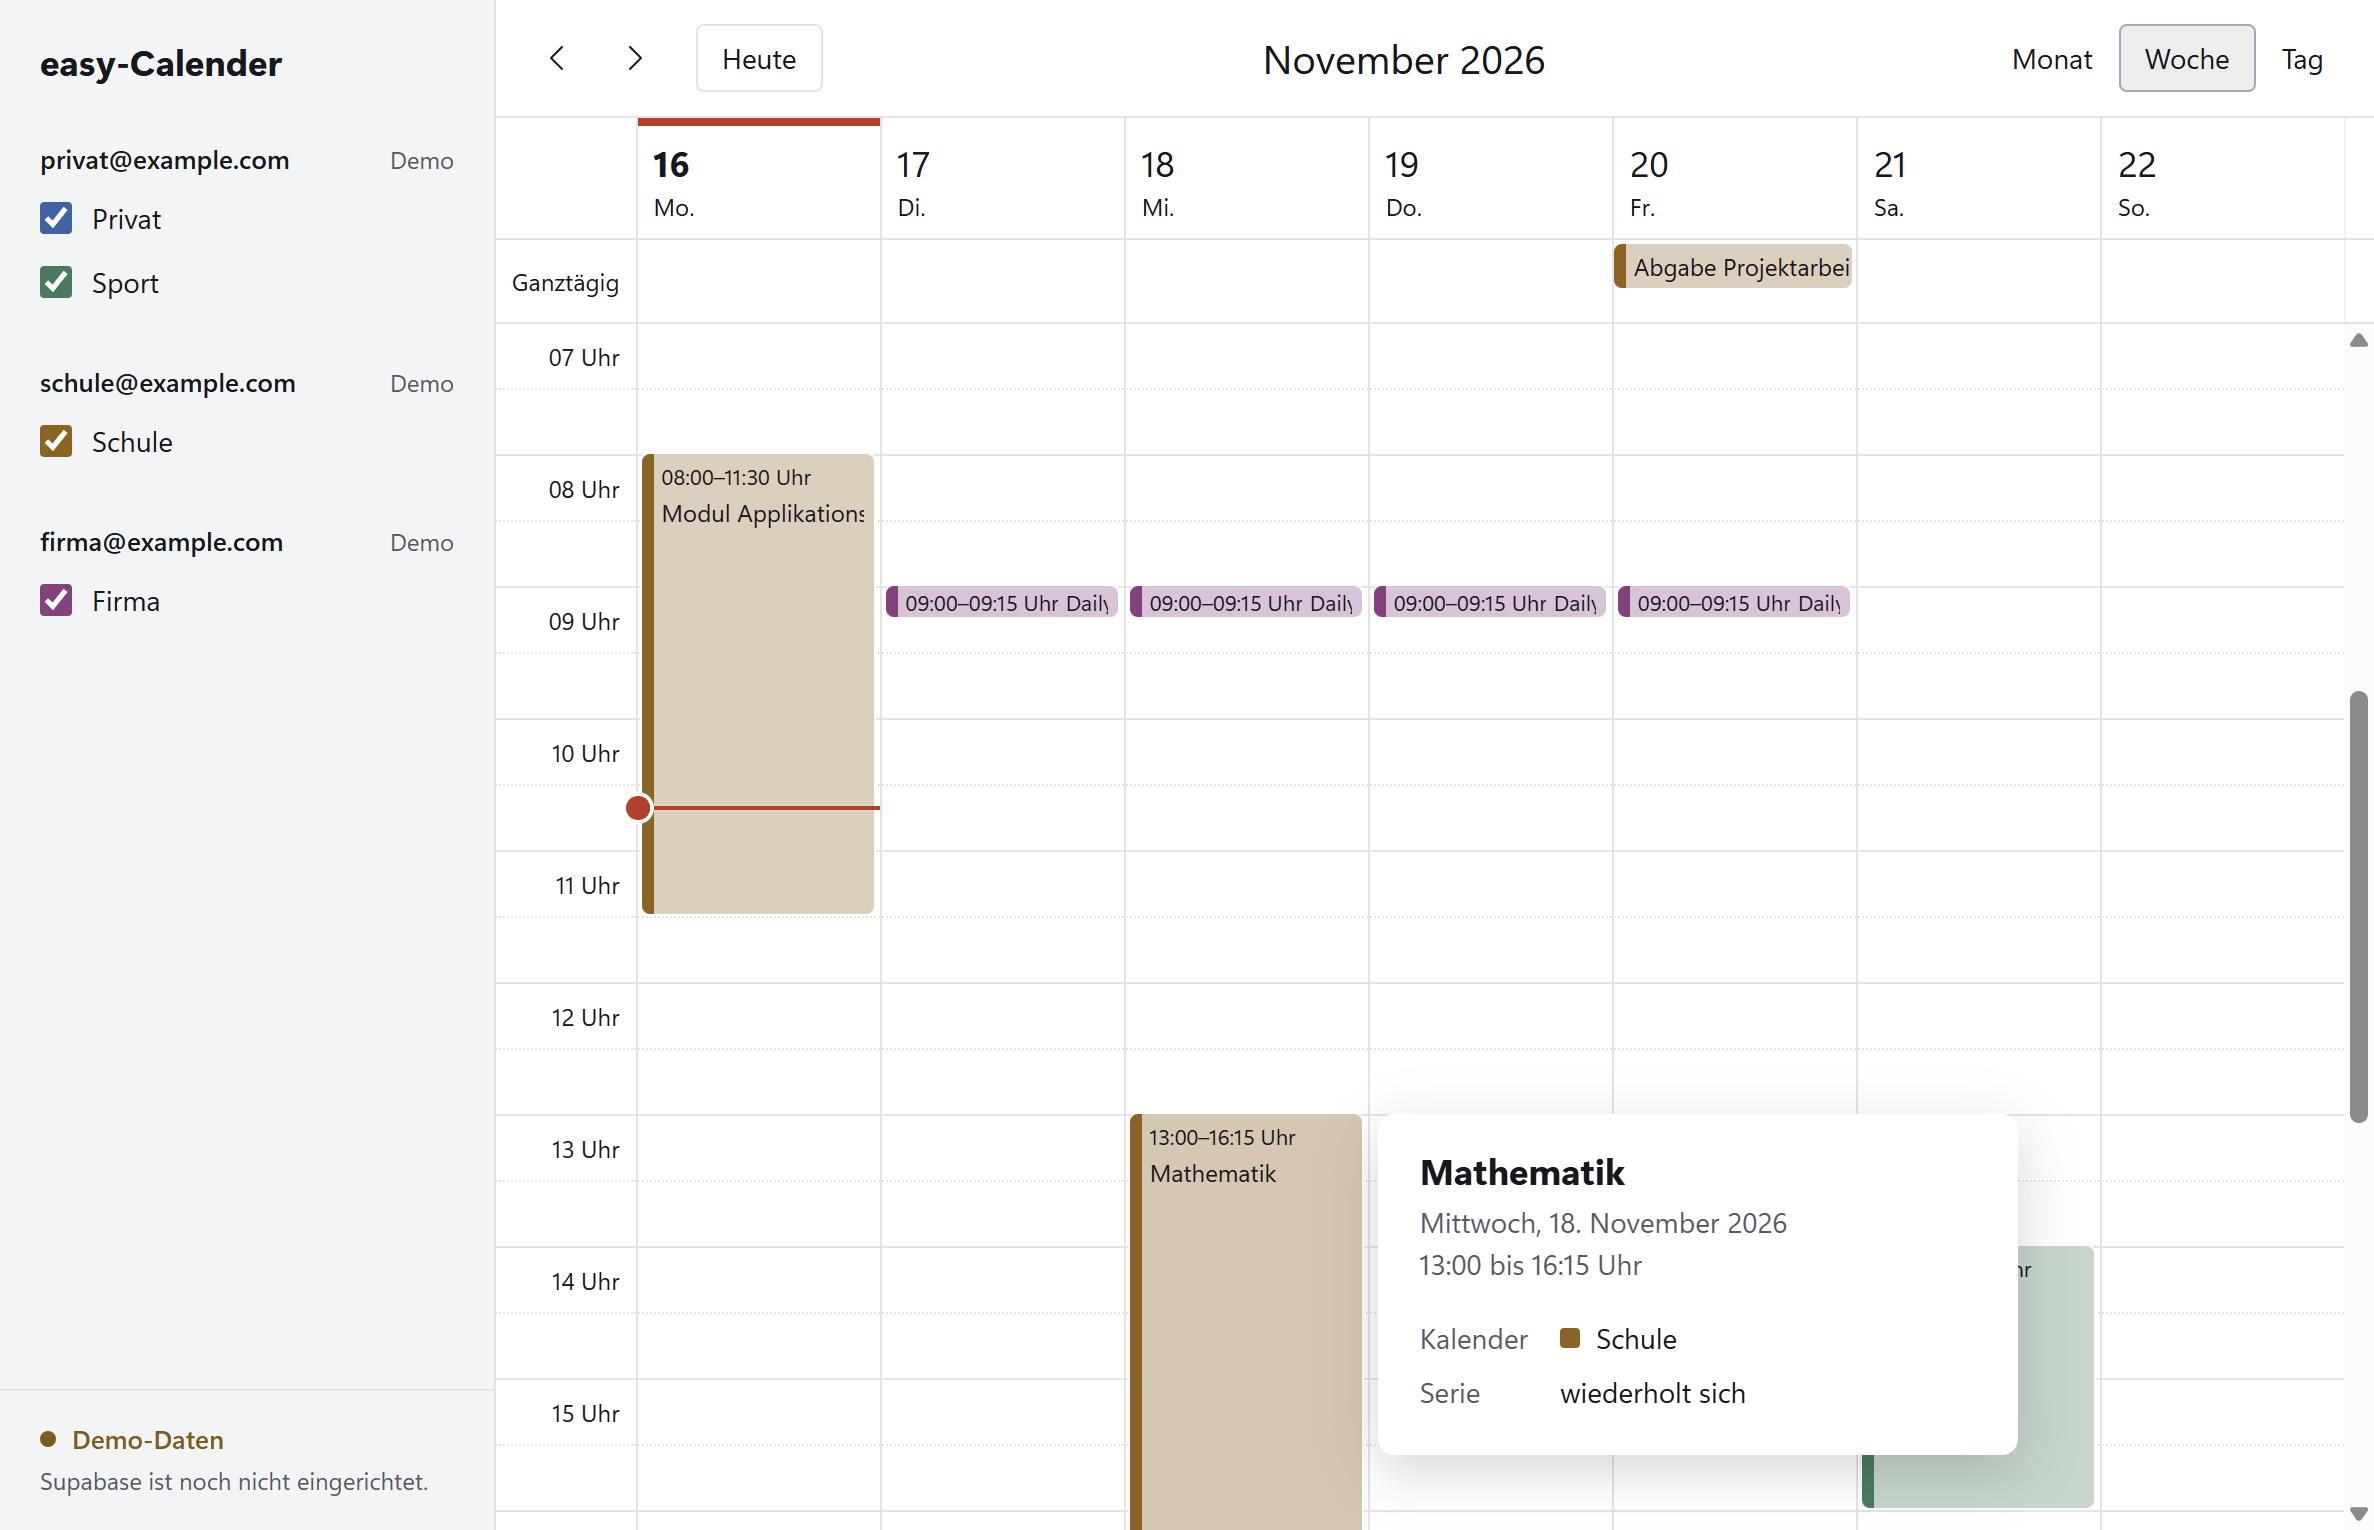 easy-Calender
privat@example.com Demo
Privat
Sport
schule@example.com Demo
Schule
firma@example.com Demo
Firma
Demo-Daten
Supabase ist noch nicht eingerichtet.
Heute
November 2026
Monat Woche Tag
16 17 18 19 20 21 22
Mo. Di. Mi. Do. Fr. Sa. So.
Ganztägig
Abgabe Projektarbei
07 Uhr
08 Uhr
08:00–11:30 Uhr
Modul Applikations
09 Uhr
09:00–09:15 Uhr Daily
09:00–09:15 Uhr Daily
09:00–09:15 Uhr Daily
09:00–09:15 Uhr Daily
10 Uhr
11 Uhr
12 Uhr
13 Uhr
13:00–16:15 Uhr
Mathematik
14 Uhr
15 Uhr
Mathematik
Mittwoch, 18. November 2026
13:00 bis 16:15 Uhr
Kalender Schule
Serie wiederholt sich